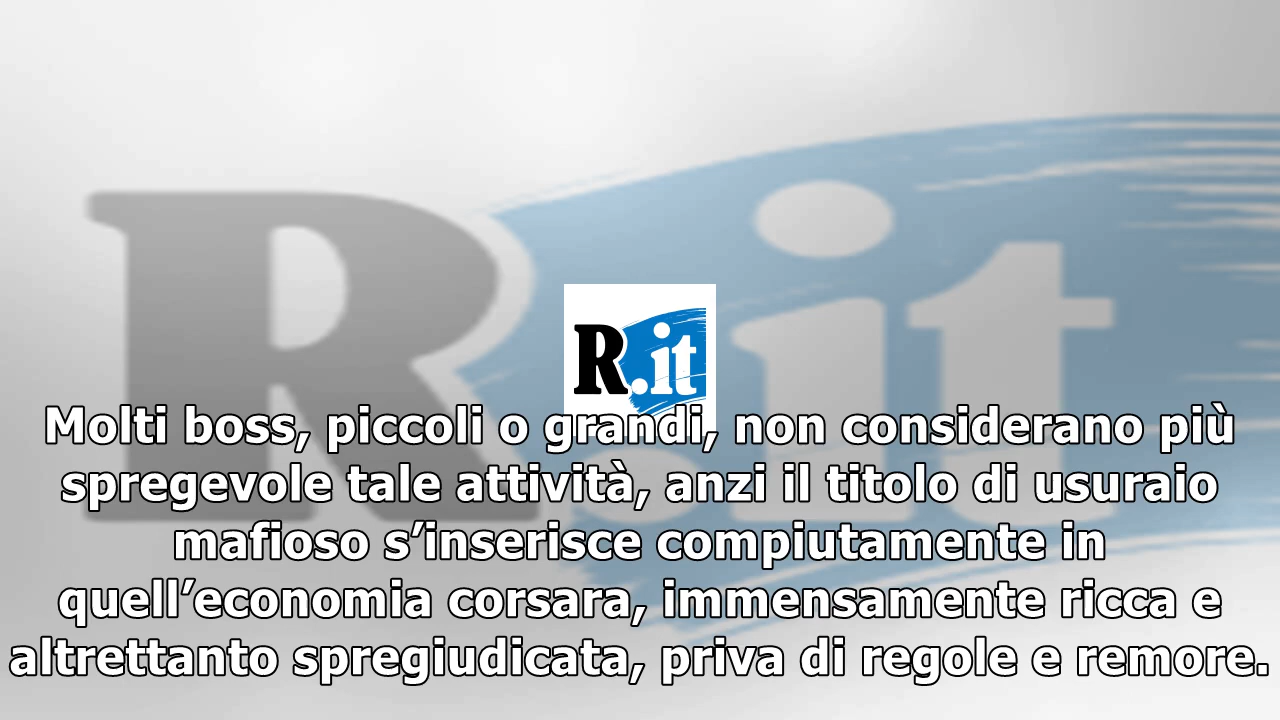 R.it
R.it
Molti boss, piccoli o grandi, non considerano più
spregevole tale attività, anzi il titolo di usuraio
mafioso s’inserisce compiutamente in
quell’economia corsara, immensamente ricca e
altrettanto spregiudicata, priva di regole e remore.